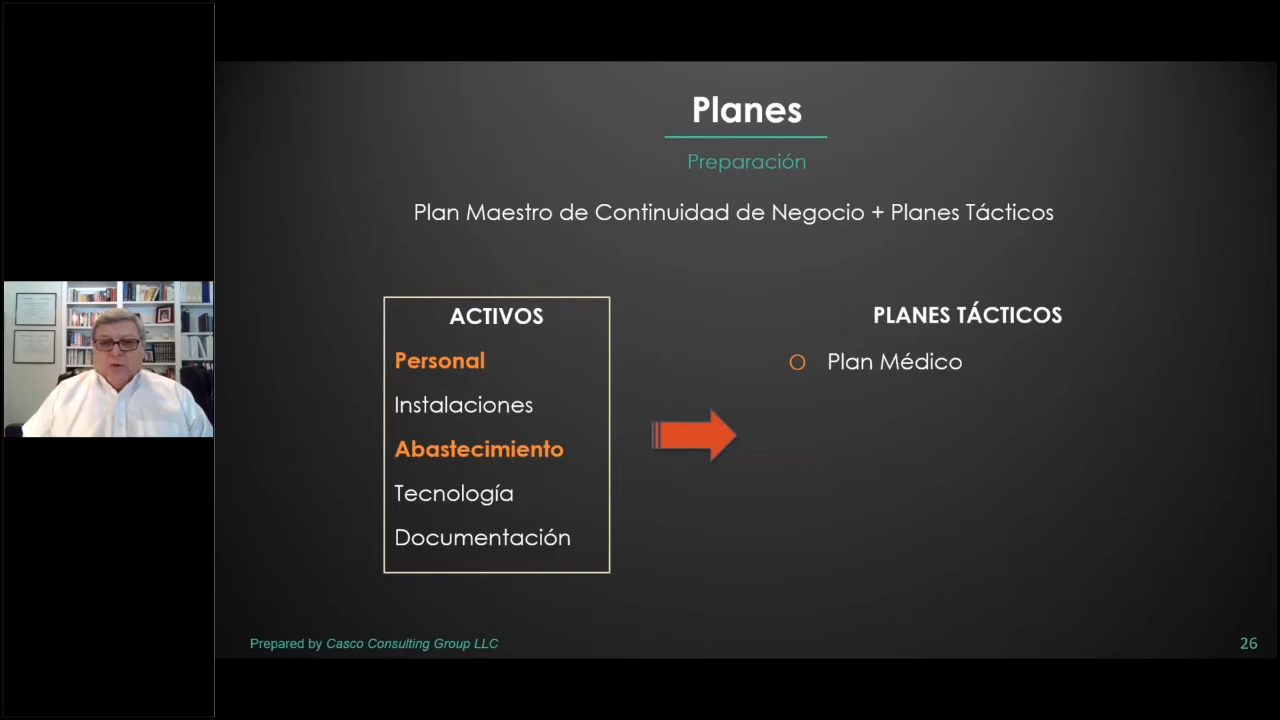 Planes
Preparación
Plan Maestro de Continuidad de Negocio + Planes Tácticos
ACTIVOS
Personal
Instalaciones
Abastecimiento
Tecnología
Documentación
PLANES TÁCTICOS
O Plan Médico
Prepared by Casco Consulting Group LLC
26